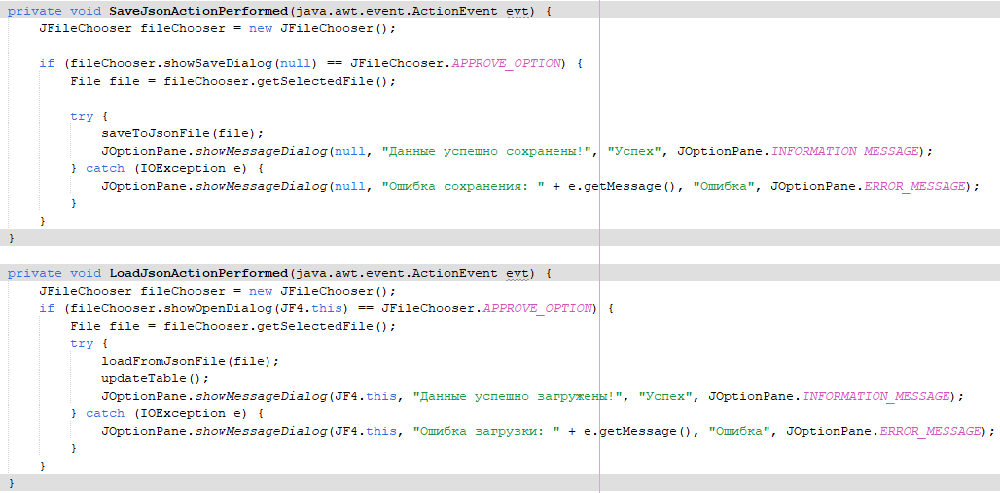 private void SaveJsonActionPerformed(java.awt.event.ActionEvent evt) {
JFileChooser fileChooser = new JFileChooser();
if (fileChooser.showSaveDialog(null) == JFileChooser.APPROVE_OPTION) {
File file = fileChooser.getSelectedFile();
try {
saveToJsonFile(file);
JOptionPane.showMessageDialog(null, "Данные успешно сохранены!", "Успех", JOptionPane.INFORMATION_MESSAGE);
} catch (IOException e) {
JOptionPane.showMessageDialog(null, "Ошибка сохранения: " + e.getMessage(), "Ошибка", JOptionPane.ERROR_MESSAGE);
}
}
}
private void LoadJsonActionPerformed(java.awt.event.ActionEvent evt) {
JFileChooser fileChooser = new JFileChooser();
if (fileChooser.showOpenDialog(JF4.this) == JFileChooser.APPROVE_OPTION) {
File file = fileChooser.getSelectedFile();
try {
loadFromJsonFile(file);
updateTable();
JOptionPane.showMessageDialog(JF4.this, "Данные успешно загружены!", "Успех", JOptionPane.INFORMATION_MESSAGE);
} catch (IOException e) {
JOptionPane.showMessageDialog(JF4.this, "Ошибка загрузки: " + e.getMessage(), "Ошибка", JOptionPane.ERROR_MESSAGE);
}
}
}